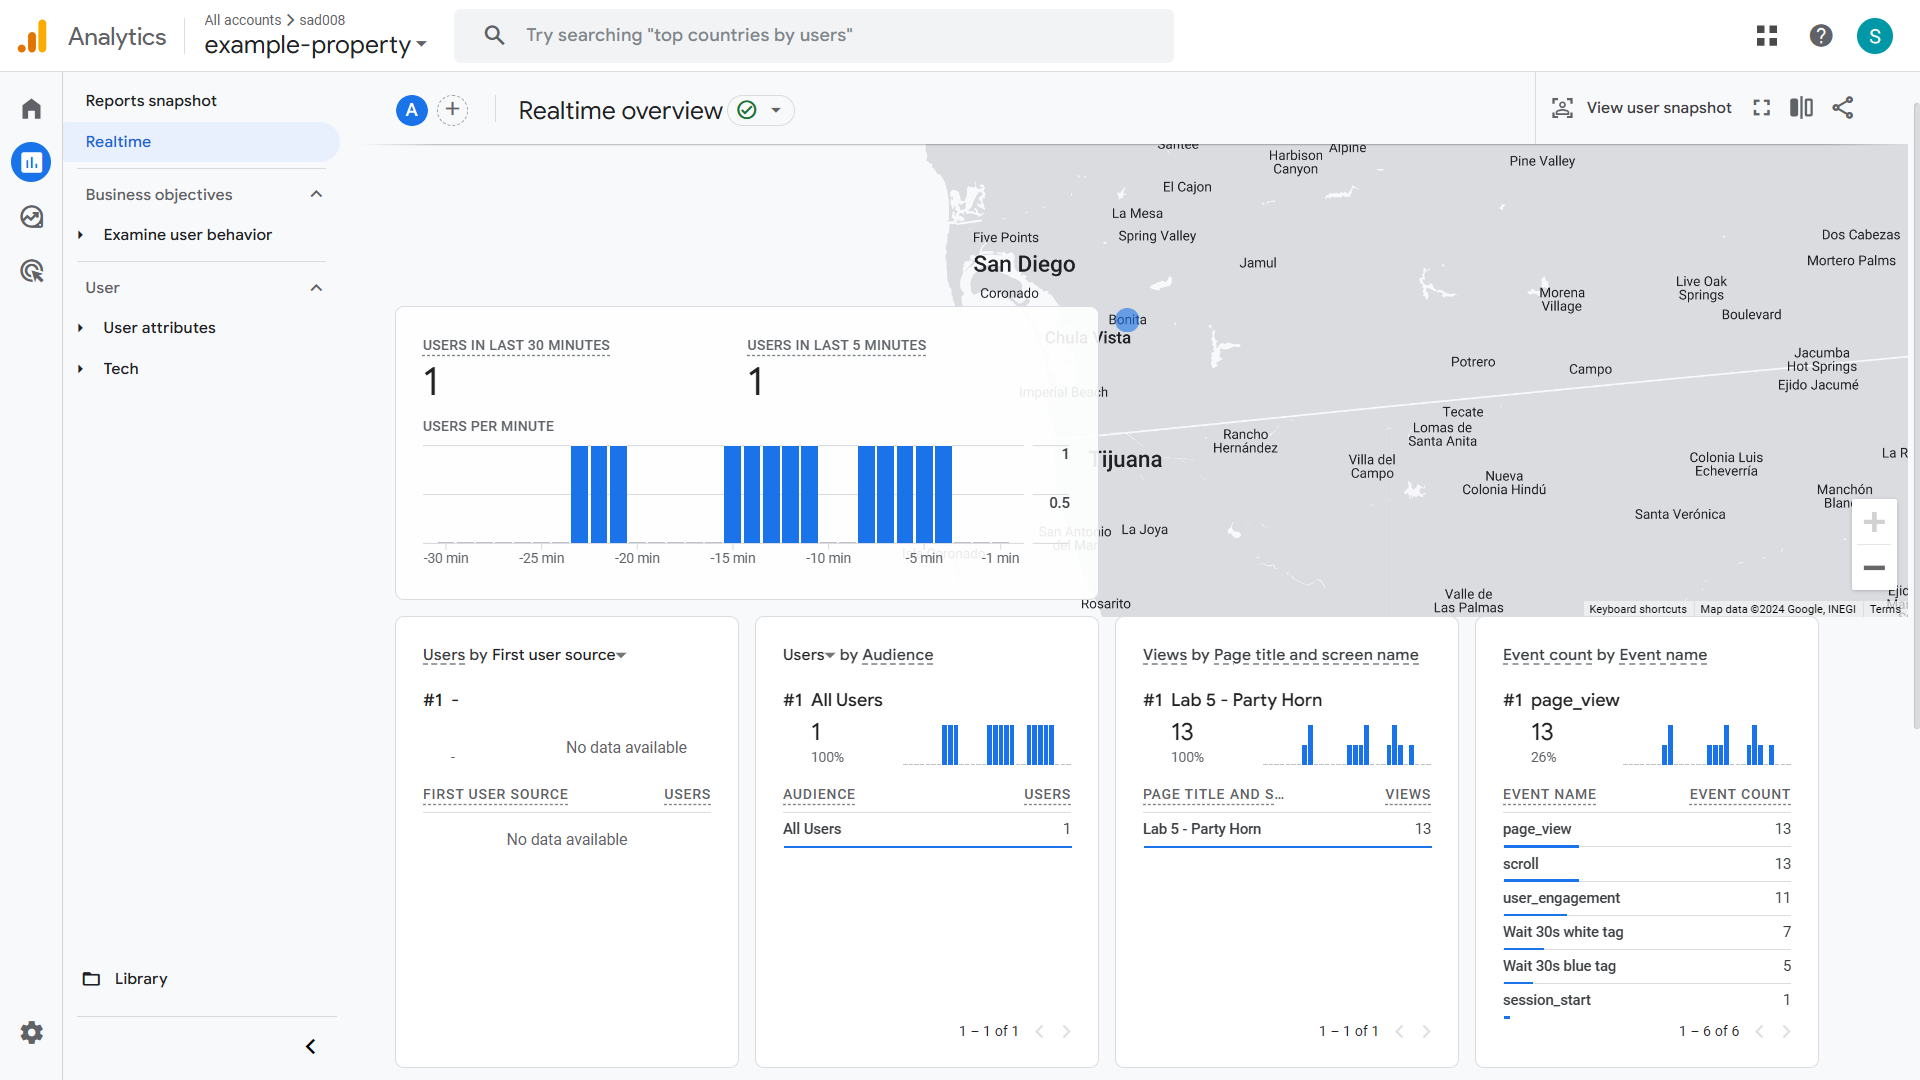 Analytics
All accounts > sad008
example-property
Try searching "top countries by users"
S
Reports snapshot
Realtime
Business objectives
Examine user behavior
User
User attributes
Tech
Library
A
Realtime overview
View user snapshot
Santee
Harbison Canyon
Alpine
Pine Valley
El Cajon
La Mesa
Spring Valley
Five Points
San Diego
Coronado
Jamul
Dos Cabezas
Mortero Palms
Live Oak Springs
Morena Village
Boulevard
Bonita
Chula Vista
Imperial Beach
Potrero
Campo
Jacumba Hot Springs
Ejido Jacumé
Tecate
Lomas de Santa Anita
Rancho Hernández
Tijuana
Villa del Campo
Nueva Colonia Hindú
Colonia Luis Echeverría
La R
Manchón
Santa Verónica
San Antonio del Mar
La Joya
Rosarito
Valle de Las Palmas
Keyboard shortcuts
Map data ©2024 Google, INEGI
Terms
USERS IN LAST 30 MINUTES
1
USERS IN LAST 5 MINUTES
1
USERS PER MINUTE
1
0.5
-30 min
-25 min
-20 min
-15 min
-10 min
-5 min
-1 min
Users by First user source
#1 -
-
No data available
FIRST USER SOURCE
USERS
No data available
Users by Audience
#1 All Users
1
100%
AUDIENCE
USERS
All Users
1
1 – 1 of 1
Views by Page title and screen name
#1 Lab 5 - Party Horn
13
100%
PAGE TITLE AND S...
VIEWS
Lab 5 - Party Horn
13
1 – 1 of 1
Event count by Event name
#1 page_view
13
26%
EVENT NAME
EVENT COUNT
page_view
13
scroll
13
user_engagement
11
Wait 30s white tag
7
Wait 30s blue tag
5
session_start
1
1 – 6 of 6